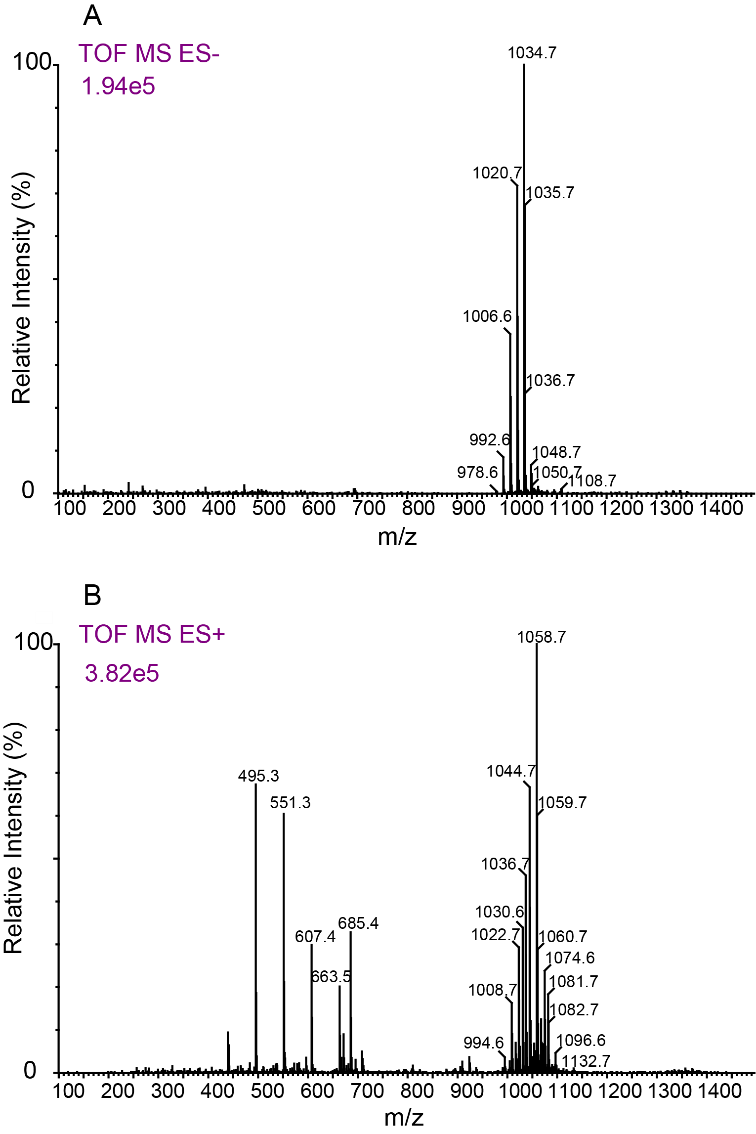 A
TOF MS ES-
1.94e5
1034.7
100
1020.7
1035.7
1006.6
1036.7
992.6
1048.7
978.6
1050.7
1108.7
0
100 200 300 400 500 600 700 800 900 1000 1100 1200 1300 1400
m/z
Relative Intensity (%)
B
TOF MS ES+
3.82e5
1058.7
100
1044.7
495.3
551.3
1059.7
1036.7
1030.6
685.4
607.4
1022.7
1060.7
663.5
1074.6
1008.7
1081.7
1082.7
994.6
1096.6
1132.7
0
100 200 300 400 500 600 700 800 900 1000 1100 1200 1300 1400
m/z
Relative Intensity (%)